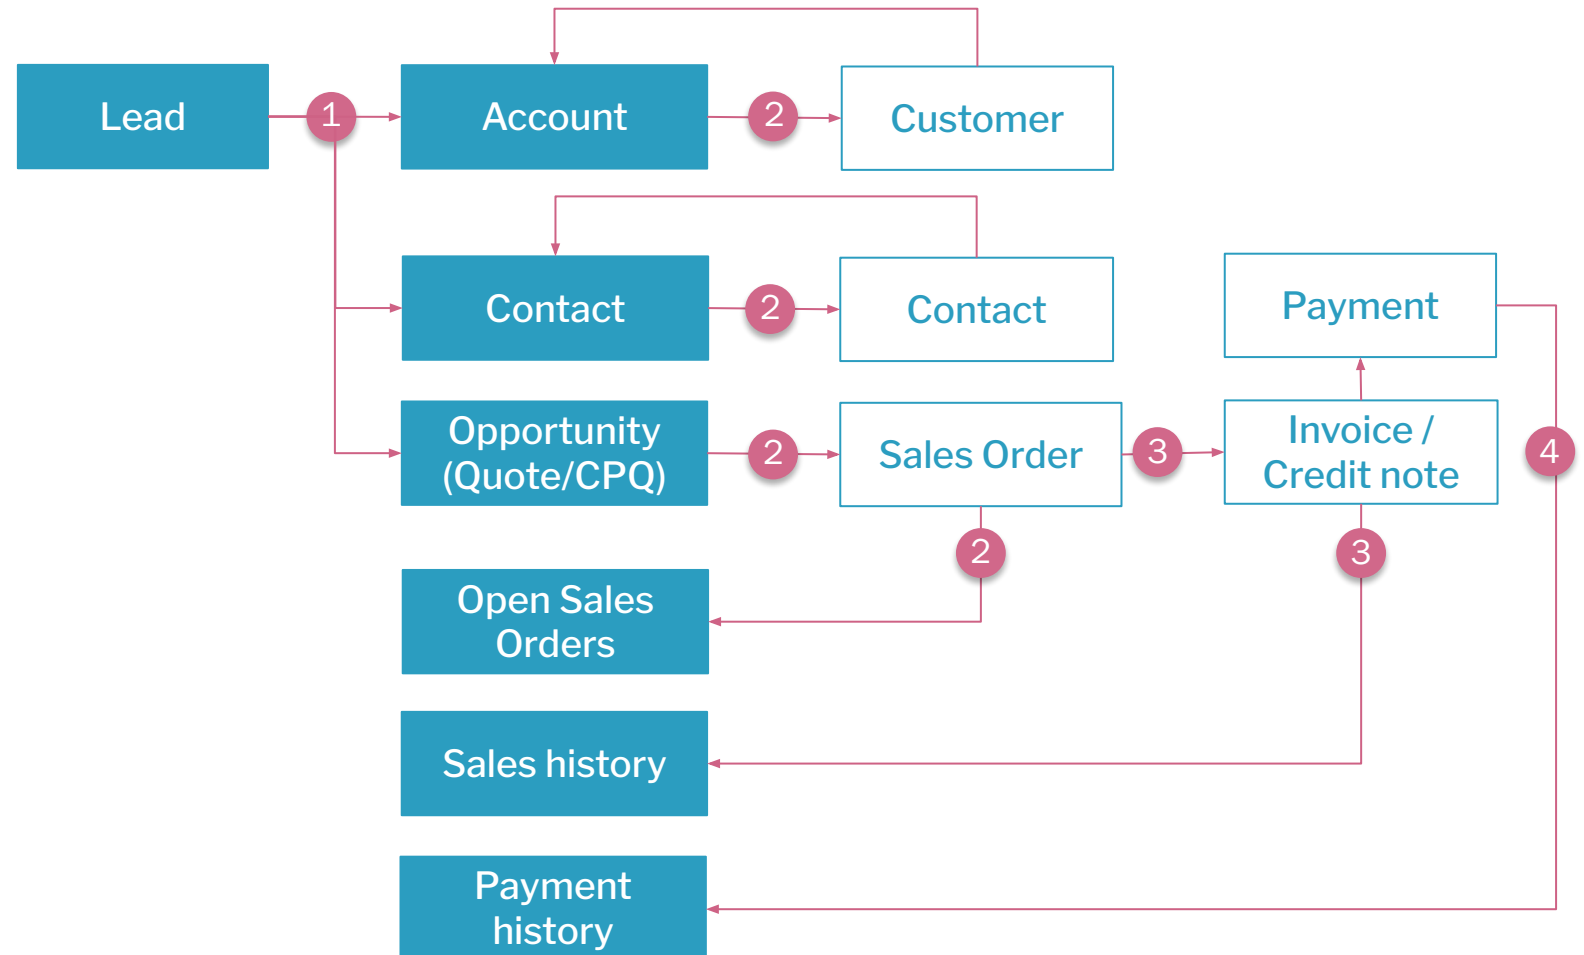 Lead
1
Account
2
Customer
Contact
2
Contact
Payment
Opportunity
(Quote/CPQ)
2
Sales Order
3
Invoice /
Credit note
4
2
3
Open Sales
Orders
Sales history
Payment
history